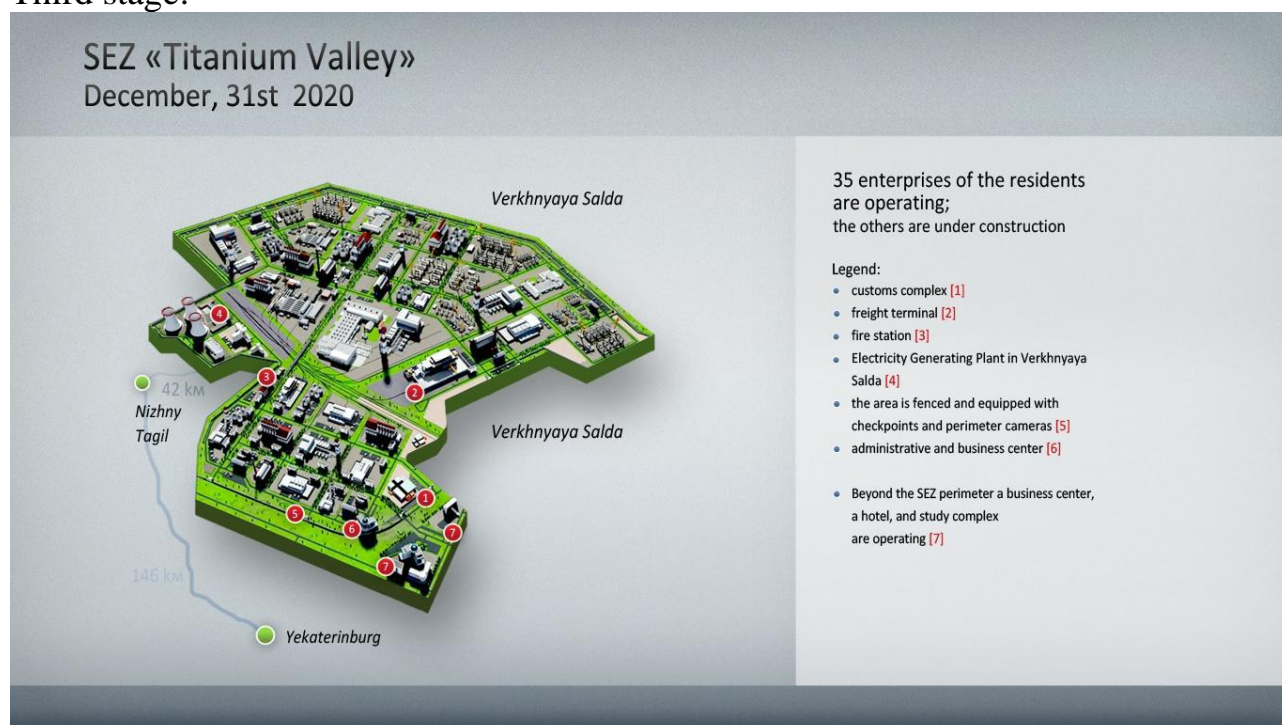 Third stage:
SEZ «Titanium Valley»
December, 31st 2020
Verkhnyaya Salda
4
3
42 км
2
Nizhny
Tagil
Verkhnyaya Salda
1
5
6
7
7
146 км
Yekaterinburg
35 enterprises of the residents
are operating;
the others are under construction
Legend:
• customs complex [1]
• freight terminal [2]
• fire station [3]
• Electricity Generating Plant in Verkhnyaya
Salda [4]
• the area is fenced and equipped with
checkpoints and perimeter cameras [5]
• administrative and business center [6]
• Beyond the SEZ perimeter a business center,
a hotel, and study complex
are operating [7]